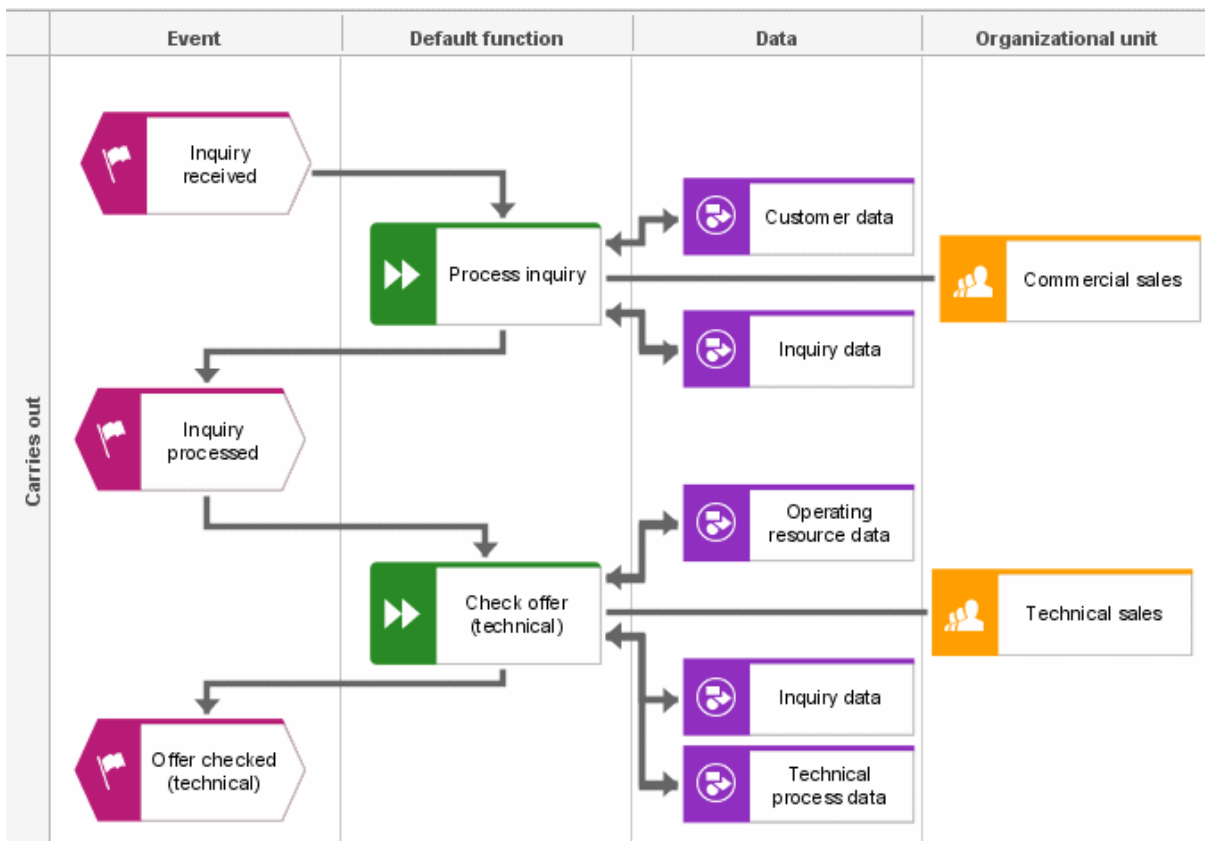 Event
Default function
Data
Organizational unit
Carries out
Inquiry
received
Customer data
Process inquiry
Commercial sales
Inquiry data
Inquiry
processed
Operating
resource data
Check offer
(technical)
Technical sales
Inquiry data
Offer checked
(technical)
Technical
process data